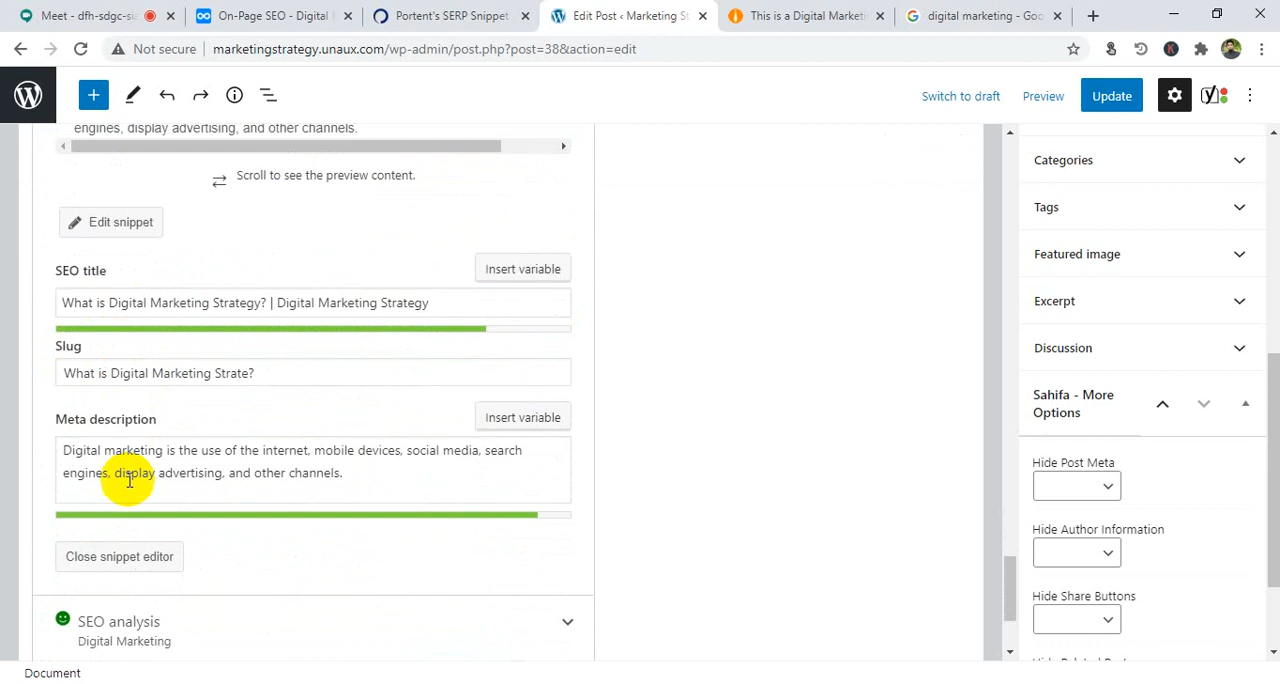 Meet - dfh-sdgc-su
On-Page SEO - Digital M
Portent's SERP Snippet
Edit Post ‹ Marketing St
This is a Digital Marketin
digital marketing - Goo
Not secure
marketingstrategy.unaux.com/wp-admin/post.php?post=38&action=edit
Switch to draft
Preview
Update
engines, display advertising, and other channels.
Scroll to see the preview content.
Edit snippet
SEO title
Insert variable
What is Digital Marketing Strategy? | Digital Marketing Strategy
Slug
What is Digital Marketing Strate?
Meta description
Insert variable
Digital marketing is the use of the internet, mobile devices, social media, search
engines, display advertising, and other channels.
Close snippet editor
SEO analysis
Digital Marketing
Categories
Tags
Featured image
Excerpt
Discussion
Sahifa - More
Options
Hide Post Meta
Hide Author Information
Hide Share Buttons
Document